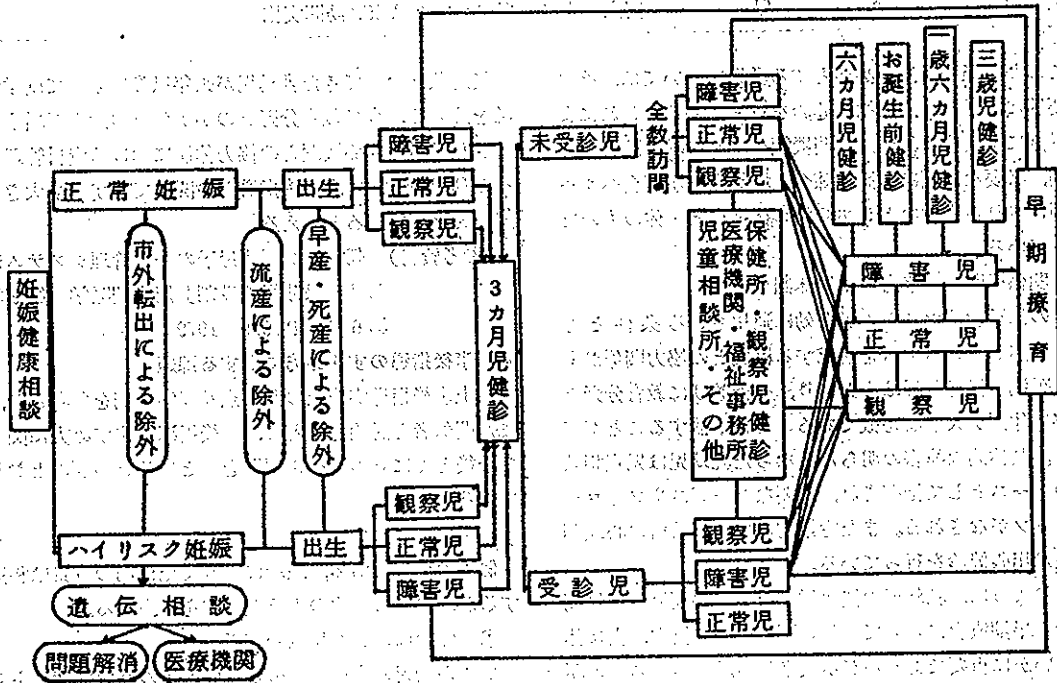 妊娠健康相談
正常妊娠
ハイリスク妊娠
遺伝相談
問題解消
医療機関
市外転出による除外
流産による除外
出生
出生
早産・死産による除外
障害児
正常児
観察児
観察児
正常児
障害児
3ヵ月児健診
未受診児
受診児
全数訪問
障害児
正常児
観察児
保健所・観察児健診
医療機関・福祉事務所
児童相談所・その他
観察児
障害児
正常児
六ヵ月児健診
お誕生前健診
一歳六ヵ月児健診
三歳児健診
障害児
正常児
観察児
早期療育